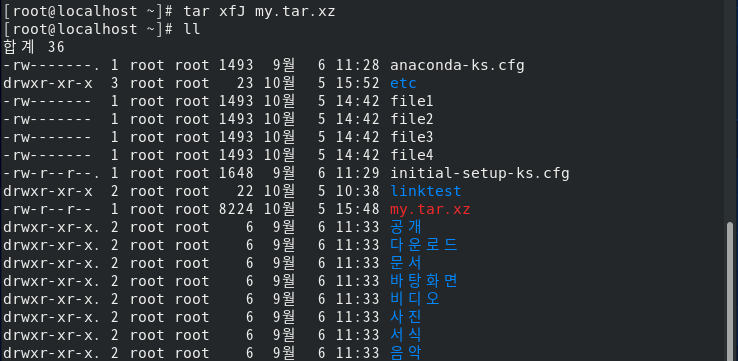 [root@localhost ~]# tar xfJ my.tar.xz
[root@localhost ~]# ll
합계 36
-rw-------. 1 root root 1493  9월  6 11:28 anaconda-ks.cfg
drwxr-xr-x  3 root root   23 10월  5 15:52 etc
-rw-------  1 root root 1493 10월  5 14:42 file1
-rw-------  1 root root 1493 10월  5 14:42 file2
-rw-------  1 root root 1493 10월  5 14:42 file3
-rw-------  1 root root 1493 10월  5 14:42 file4
-rw-r--r--. 1 root root 1648  9월  6 11:29 initial-setup-ks.cfg
drwxr-xr-x  2 root root   22 10월  5 10:38 linktest
-rw-r--r--  1 root root 8224 10월  5 15:48 my.tar.xz
drwxr-xr-x. 2 root root    6  9월  6 11:33 공개
drwxr-xr-x. 2 root root    6  9월  6 11:33 다운로드
drwxr-xr-x. 2 root root    6  9월  6 11:33 문서
drwxr-xr-x. 2 root root    6  9월  6 11:33 바탕화면
drwxr-xr-x. 2 root root    6  9월  6 11:33 비디오
drwxr-xr-x. 2 root root    6  9월  6 11:33 사진
drwxr-xr-x. 2 root root    6  9월  6 11:33 서식
drwxr-xr-x. 2 root root    6  9월  6 11:33 음악